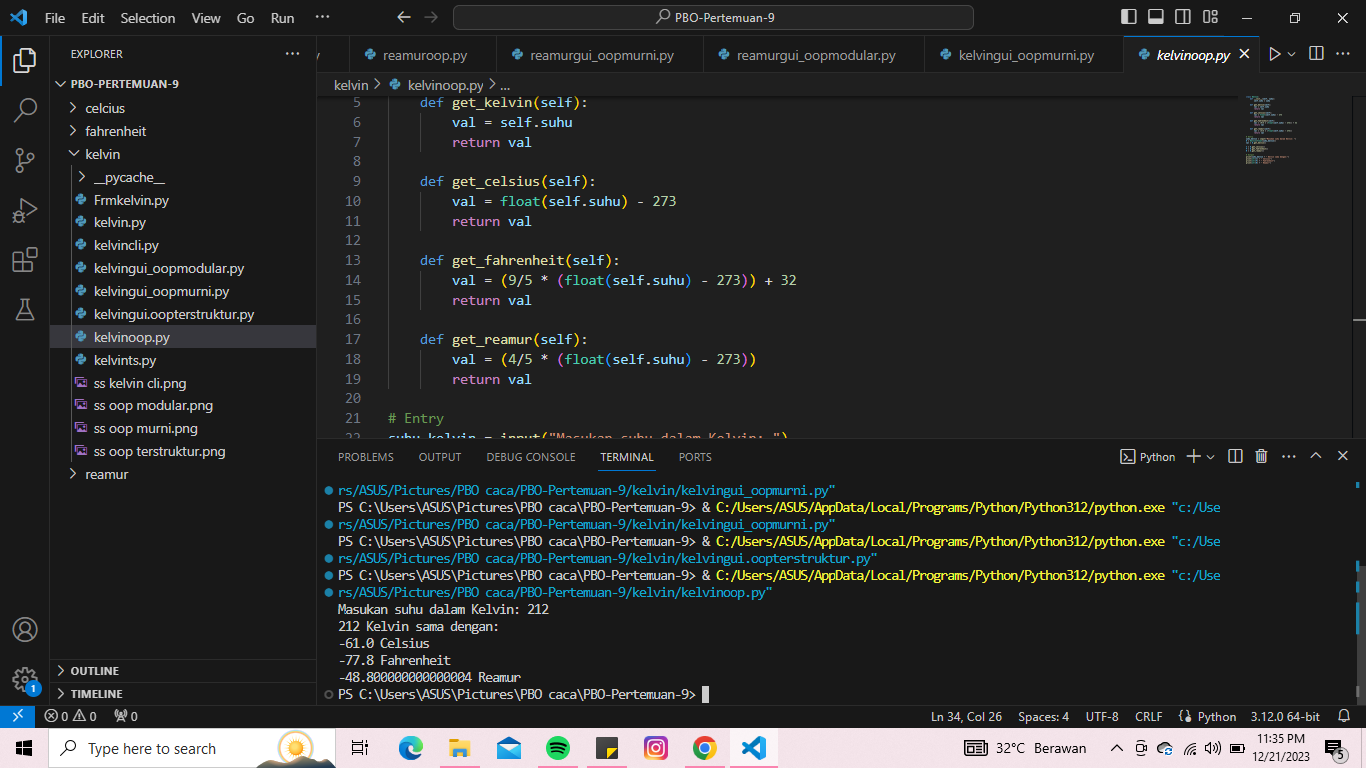 File Edit Selection View Go Run ···
PBO-Pertemuan-9
EXPLORER
PBO-PERTEMUAN-9
celcius
fahrenheit
kelvin
__pycache__
Frmkelvin.py
kelvin.py
kelvincli.py
kelvingui_oopmodular.py
kelvingui_oopmurni.py
kelvingui.oopterstruktur.py
kelvinoop.py
kelvints.py
ss kelvin cli.png
ss oop modular.png
ss oop murni.png
ss oop terstruktur.png
reamur
OUTLINE
TIMELINE
reamuroop.py reamurgui_oopmurni.py reamurgui_oopmodular.py kelvingui_oopmurni.py kelvinoop.py
kelvin > kelvinoop.py > ...
5 def get_kelvin(self):
6 val = self.suhu
7 return val
8
9 def get_celsius(self):
10 val = float(self.suhu) - 273
11 return val
12
13 def get_fahrenheit(self):
14 val = (9/5 * (float(self.suhu) - 273)) + 32
15 return val
16
17 def get_reamur(self):
18 val = (4/5 * (float(self.suhu) - 273))
19 return val
20
21 # Entry
22 suhu_kelvin = input("Masukan suhu dalam Kelvin: ")
PROBLEMS OUTPUT DEBUG CONSOLE TERMINAL PORTS Python
rs/ASUS/Pictures/PBO caca/PBO-Pertemuan-9/kelvin/kelvingui_oopmurni.py"
PS C:\Users\ASUS\Pictures\PBO caca\PBO-Pertemuan-9> & C:/Users/ASUS/AppData/Local/Programs/Python/Python312/python.exe "c:/Use
rs/ASUS/Pictures/PBO caca/PBO-Pertemuan-9/kelvin/kelvingui_oopmurni.py"
PS C:\Users\ASUS\Pictures\PBO caca\PBO-Pertemuan-9> & C:/Users/ASUS/AppData/Local/Programs/Python/Python312/python.exe "c:/Use
rs/ASUS/Pictures/PBO caca/PBO-Pertemuan-9/kelvin/kelvingui.oopterstruktur.py"
PS C:\Users\ASUS\Pictures\PBO caca\PBO-Pertemuan-9> & C:/Users/ASUS/AppData/Local/Programs/Python/Python312/python.exe "c:/Use
rs/ASUS/Pictures/PBO caca/PBO-Pertemuan-9/kelvin/kelvinoop.py"
Masukan suhu dalam Kelvin: 212
212 Kelvin sama dengan:
-61.0 Celsius
-77.8 Fahrenheit
-48.800000000000004 Reamur
PS C:\Users\ASUS\Pictures\PBO caca\PBO-Pertemuan-9>
1
0 0 0 Ln 34, Col 26 Spaces: 4 UTF-8 CRLF Python 3.12.0 64-bit
Type here to search 32°C Berawan 11:35 PM
12/21/2023 5